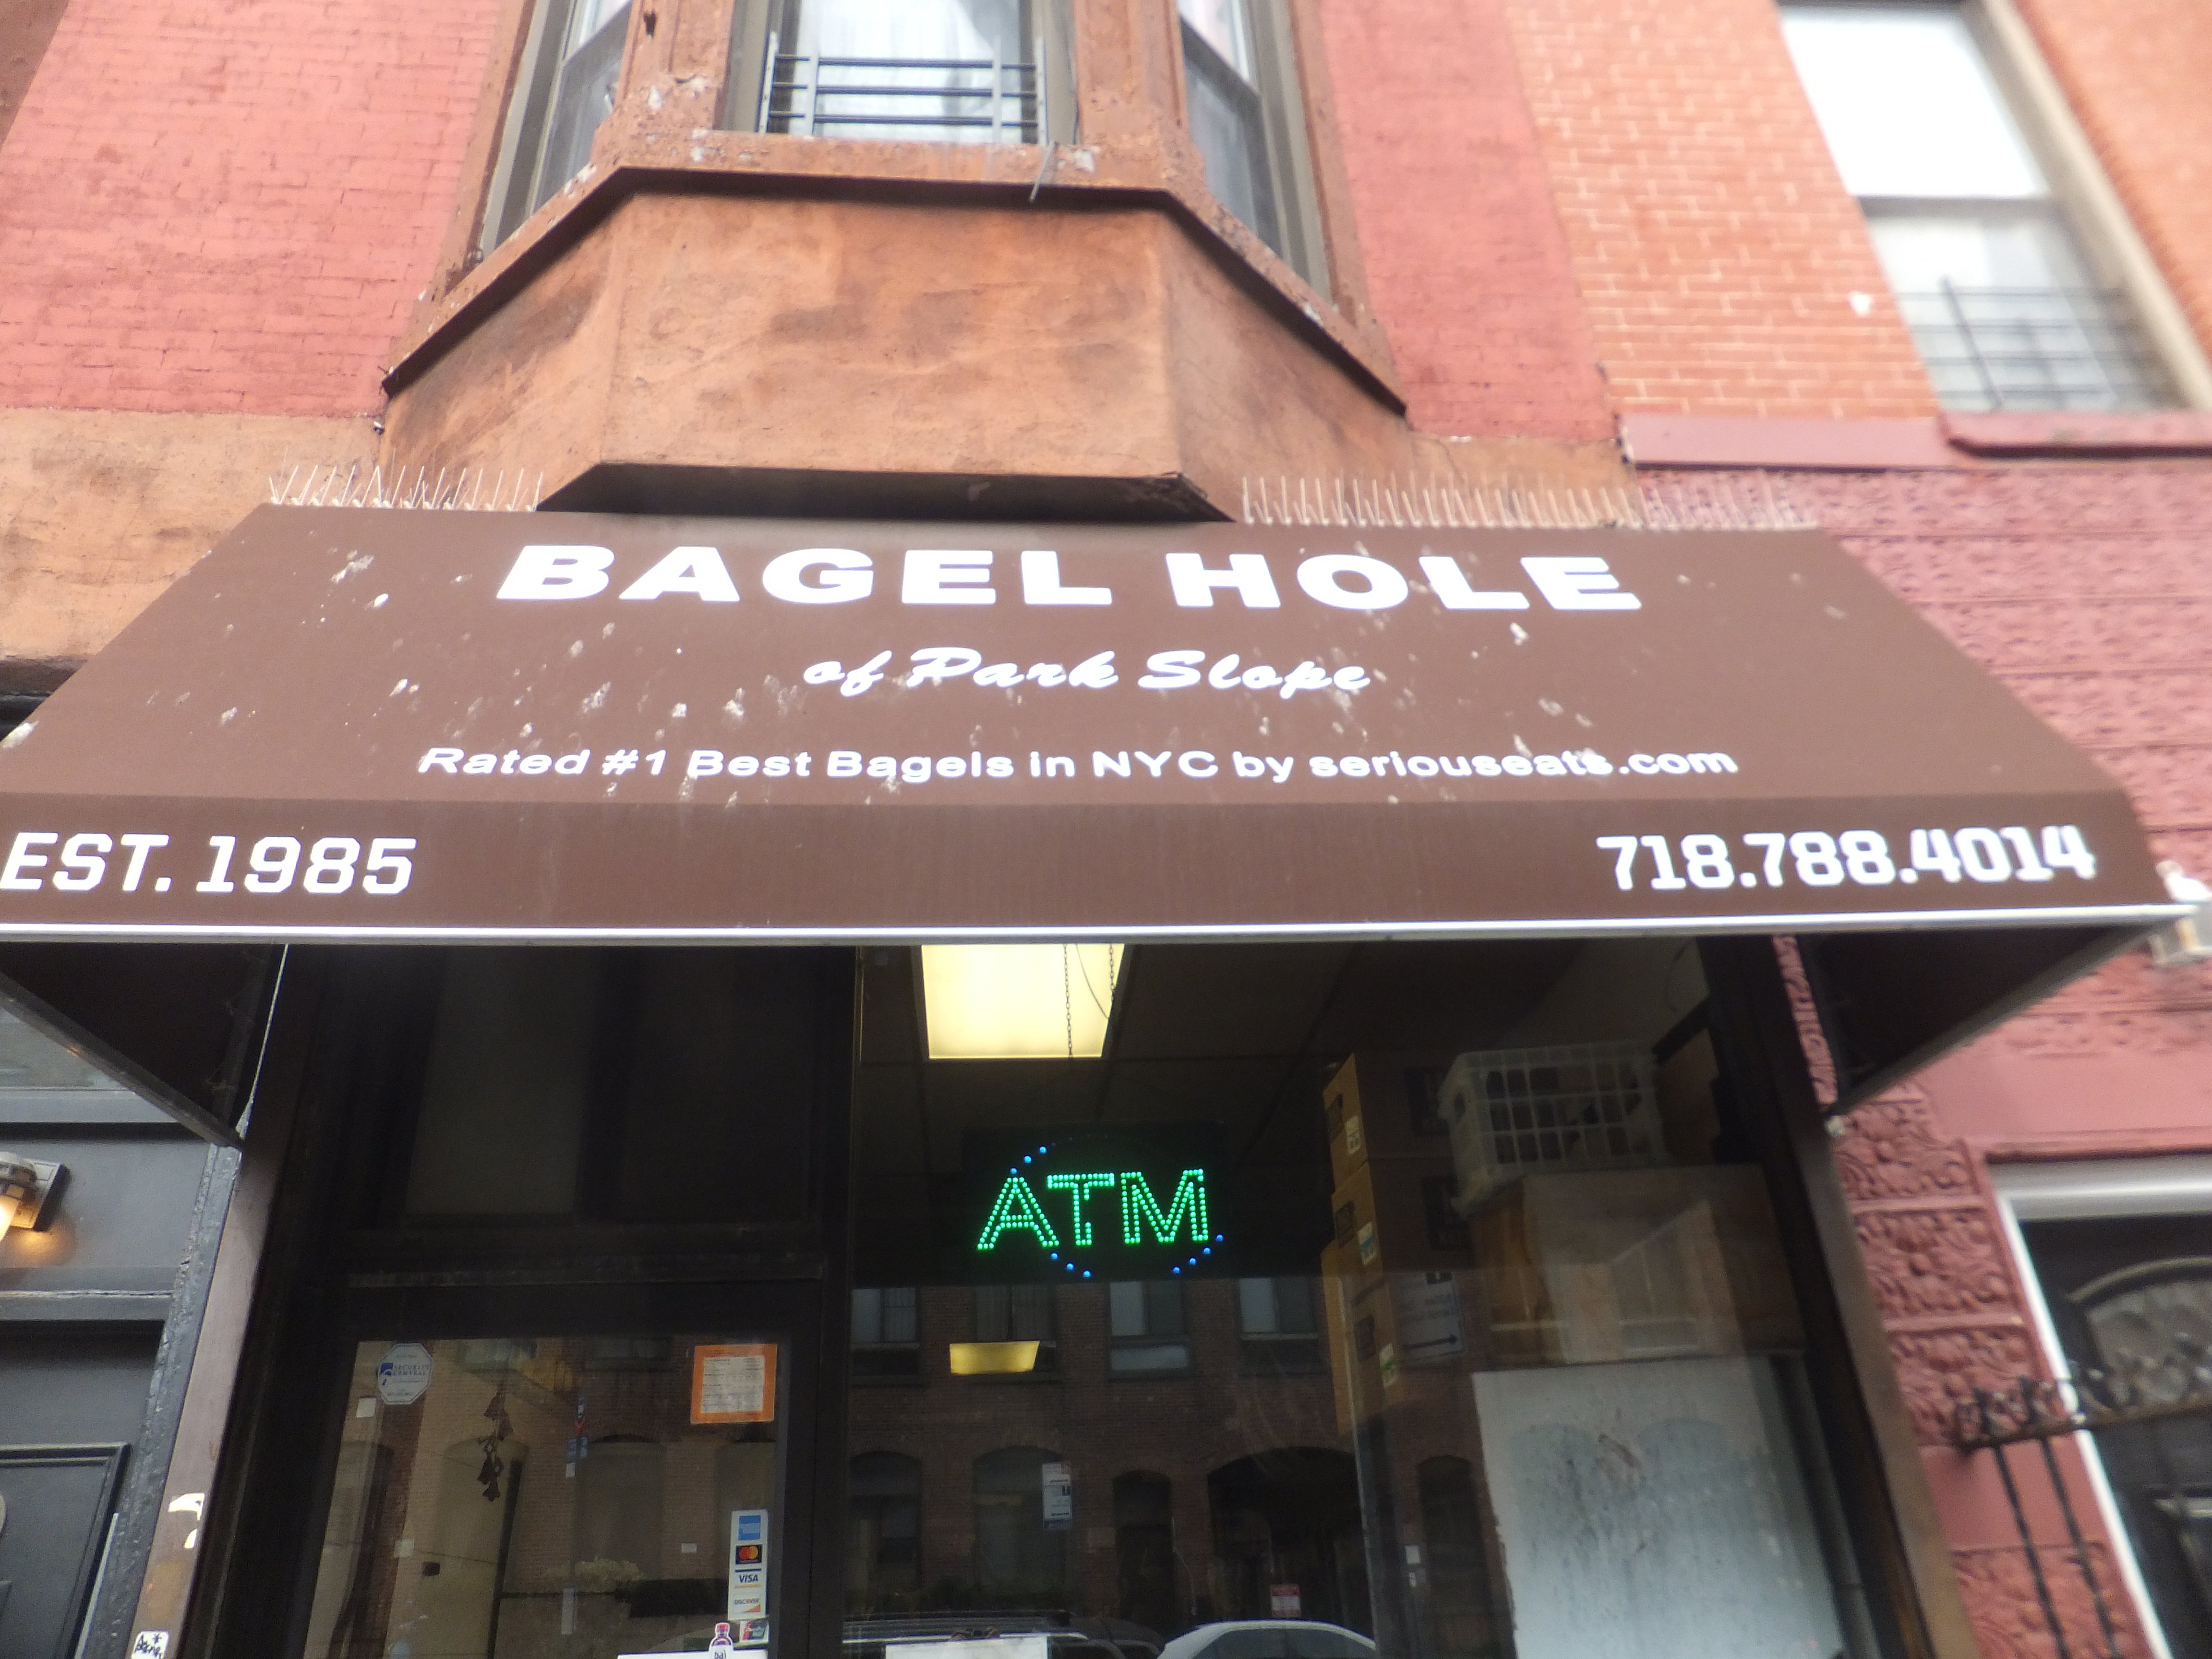 BAGEL HOLE
of Park Slope
Rated #1 Best Bagels in NYC by seriouseats.com
EST. 1985
718.788.4014
ATM
VISA
DISCOVER